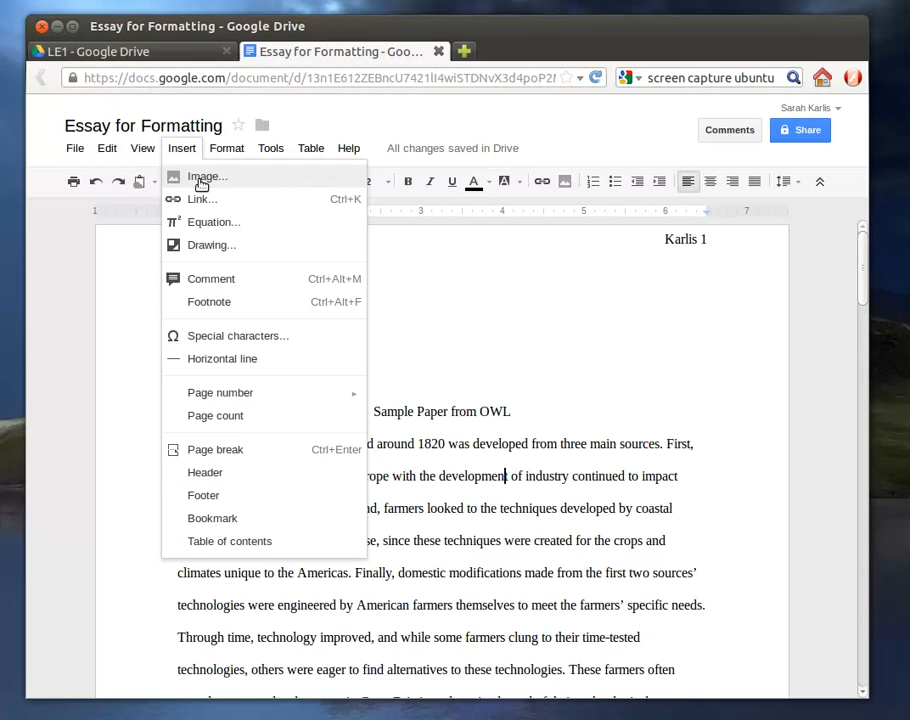 Essay for Formatting - Google Drive
LE1 - Google Drive
Essay for Formatting - Goo...
https://docs.google.com/document/d/13n1E612ZEBncU7421lI4wiSTDNvX3d4poP2N
screen capture ubuntu
Sarah Karlis
Essay for Formatting
Comments
Share
File Edit View Insert Format Tools Table Help All changes saved in Drive
B I U A A
1 3 4 5 6 7
Image...
Link... Ctrl+K
Equation...
Drawing...
Comment Ctrl+Alt+M
Footnote Ctrl+Alt+F
Special characters...
Horizontal line
Page number
Page count
Page break Ctrl+Enter
Header
Footer
Bookmark
Table of contents
Karlis 1
Sample Paper from OWL
d around 1820 was developed from three main sources. First,
rope with the development of industry continued to impact
nd, farmers looked to the techniques developed by coastal
se, since these techniques were created for the crops and
climates unique to the Americas. Finally, domestic modifications made from the first two sources’
technologies were engineered by American farmers themselves to meet the farmers’ specific needs.
Through time, technology improved, and while some farmers clung to their time-tested
technologies, others were eager to find alternatives to these technologies. These farmers often